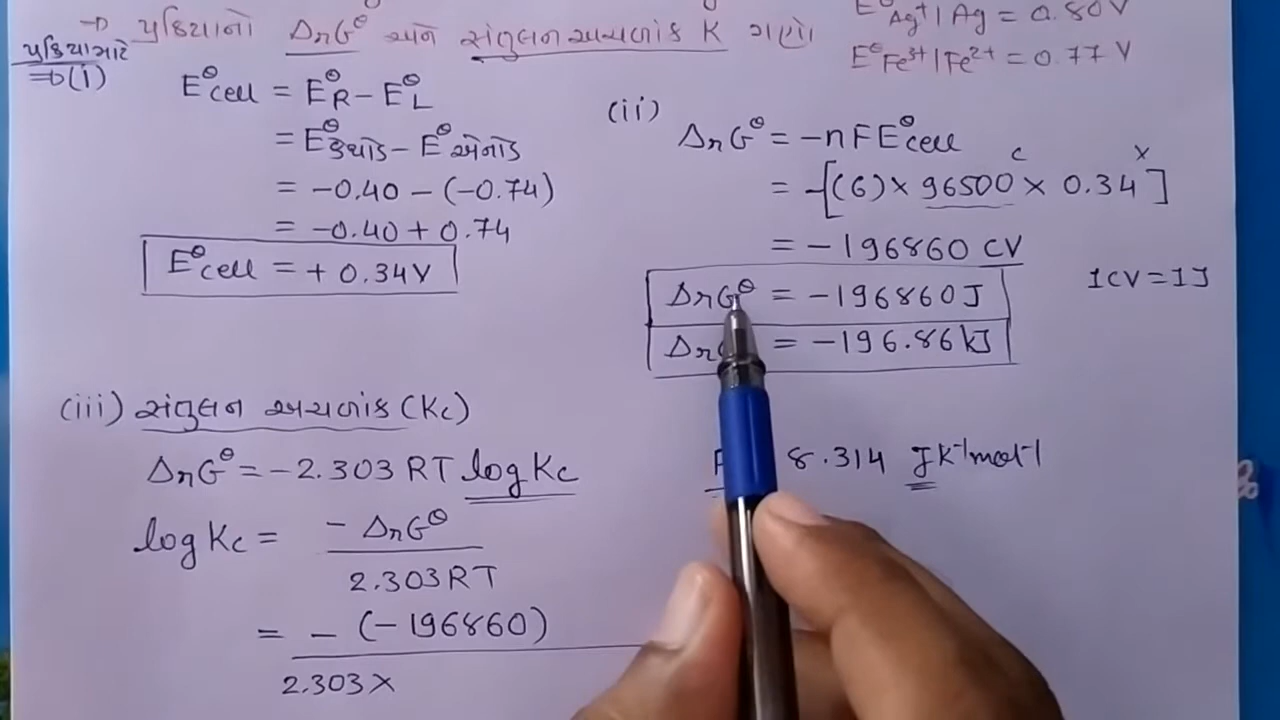 → પ્રક્રિયાનો ΔrG⊖ અને સંતુલન અચળાંક K ગણો
E⊖Ag+|Ag = 0.80V
E⊖Fe3+|Fe2+ = 0.77 V
⇒(i)
E⊖cell = E⊖R − E⊖L
= E⊖કેથોડ − E⊖એનોડ
= −0.40 − (−0.74)
= −0.40 + 0.74
E⊖cell = + 0.34V
(ii)
ΔrG⊖ = −nFE⊖cell
= −[(6) × 96500 C × 0.34 V]
= −196860 CV
ΔrG⊖ = −196860J
= −196.86 kJ
1CV = 1J
(iii) સંતુલન અચળાંક (Kc)
ΔrG⊖ = −2.303 RT log Kc
8.314 JK−1mol−1
log Kc = − ΔrG⊖
2.303RT
= − (−196860)
2.303 ×